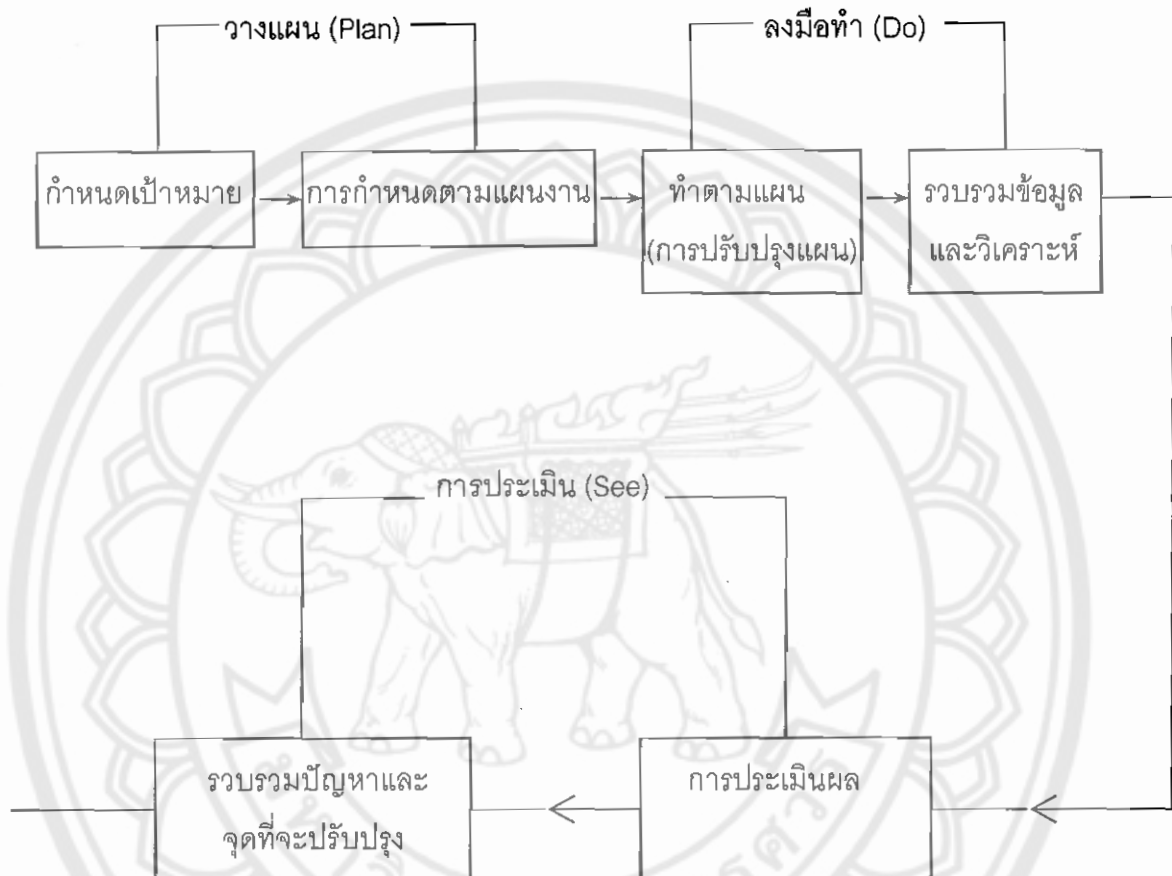 วางแผน (Plan)
ลงมือทำ (Do)
กำหนดเป้าหมาย
การกำหนดตามแผนงาน
ทำตามแผน
(การปรับปรุงแผน)
รวบรวมข้อมูล
และวิเคราะห์
การประเมิน (See)
รวบรวมปัญหาและ
จุดที่จะปรับปรุง
การประเมินผล